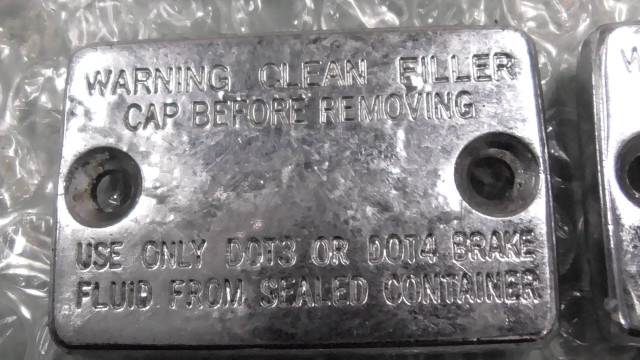 WARNING CLEAN FILLER
CAP BEFORE REMOVING
USE ONLY DOT3 OR DOT4 BRAKE
FLUID FROM SEALED CONTAINER
W